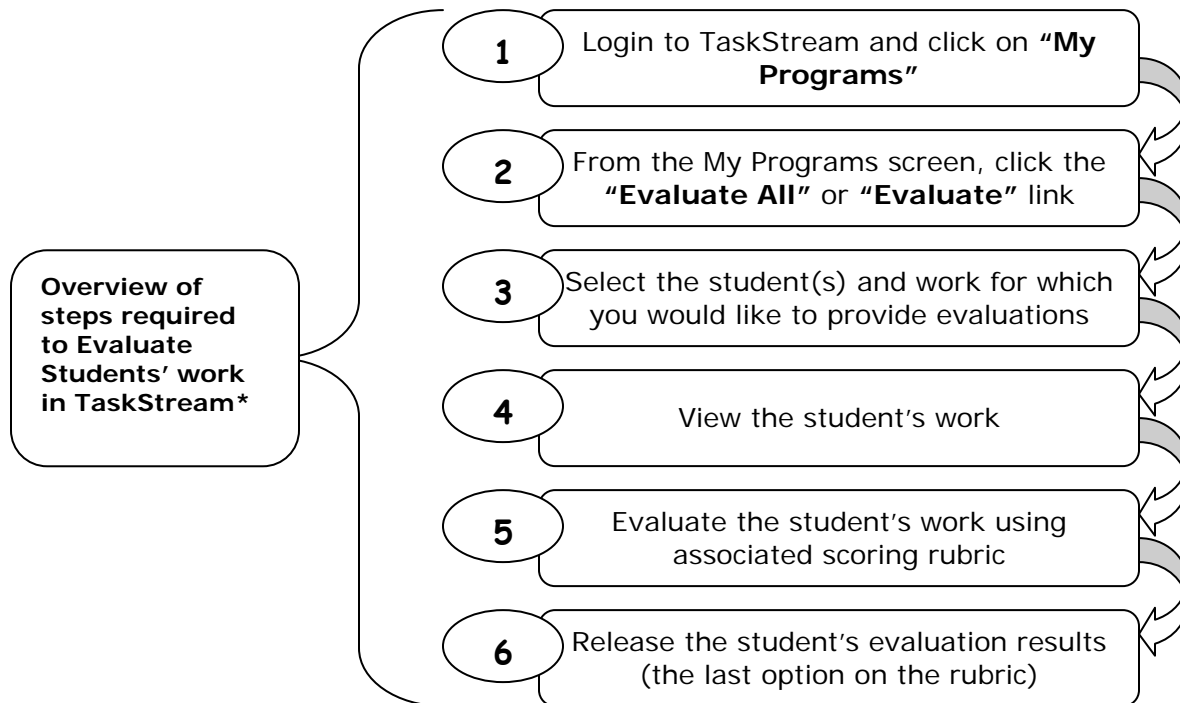 Overview of
steps required
to Evaluate
Students’ work
in TaskStream*
1
Login to TaskStream and click on “My
Programs”
2
From the My Programs screen, click the
“Evaluate All” or “Evaluate” link
3
Select the student(s) and work for which
you would like to provide evaluations
4
View the student’s work
5
Evaluate the student’s work using
associated scoring rubric
6
Release the student’s evaluation results
(the last option on the rubric)